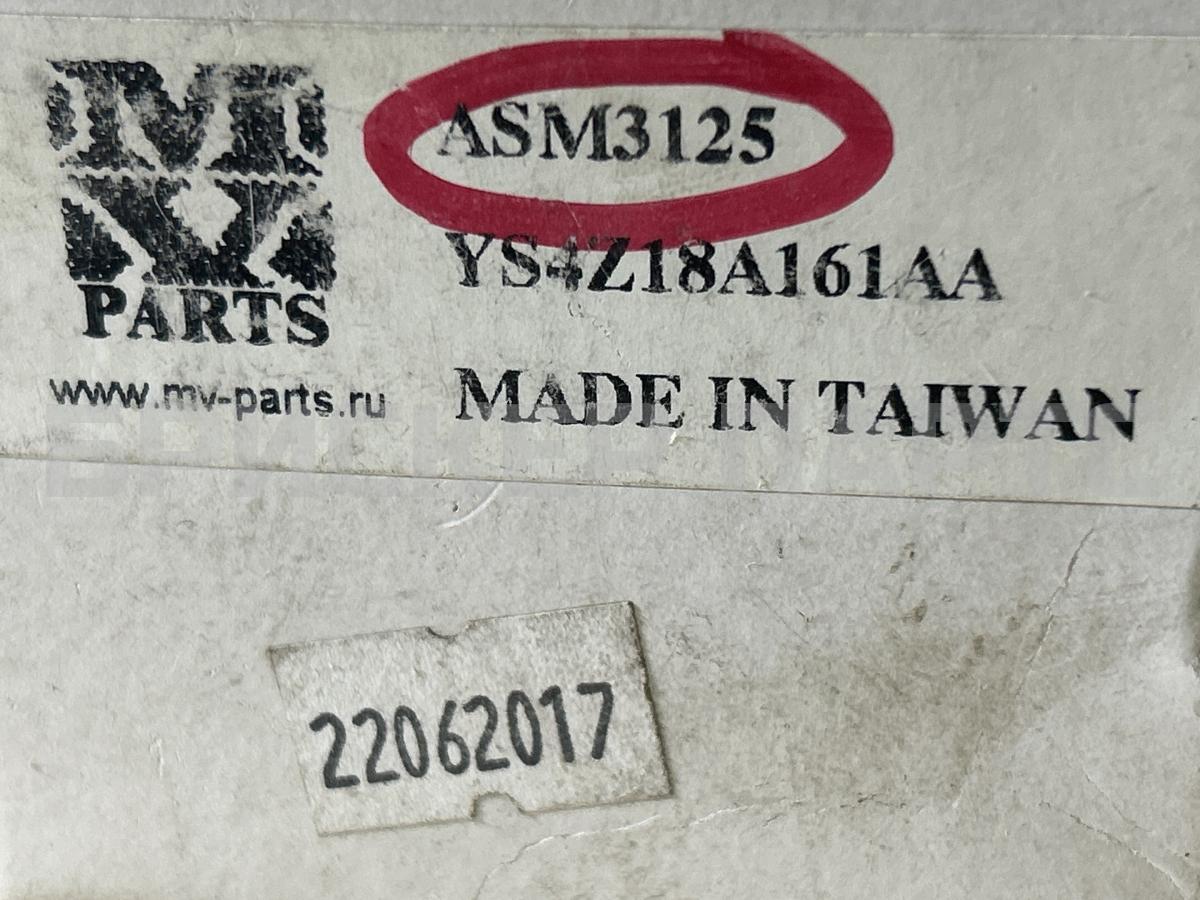 MV
PARTS
www.mv-parts.ru
ASM3125
YS4Z18A161AA
MADE IN TAIWAN
22062017